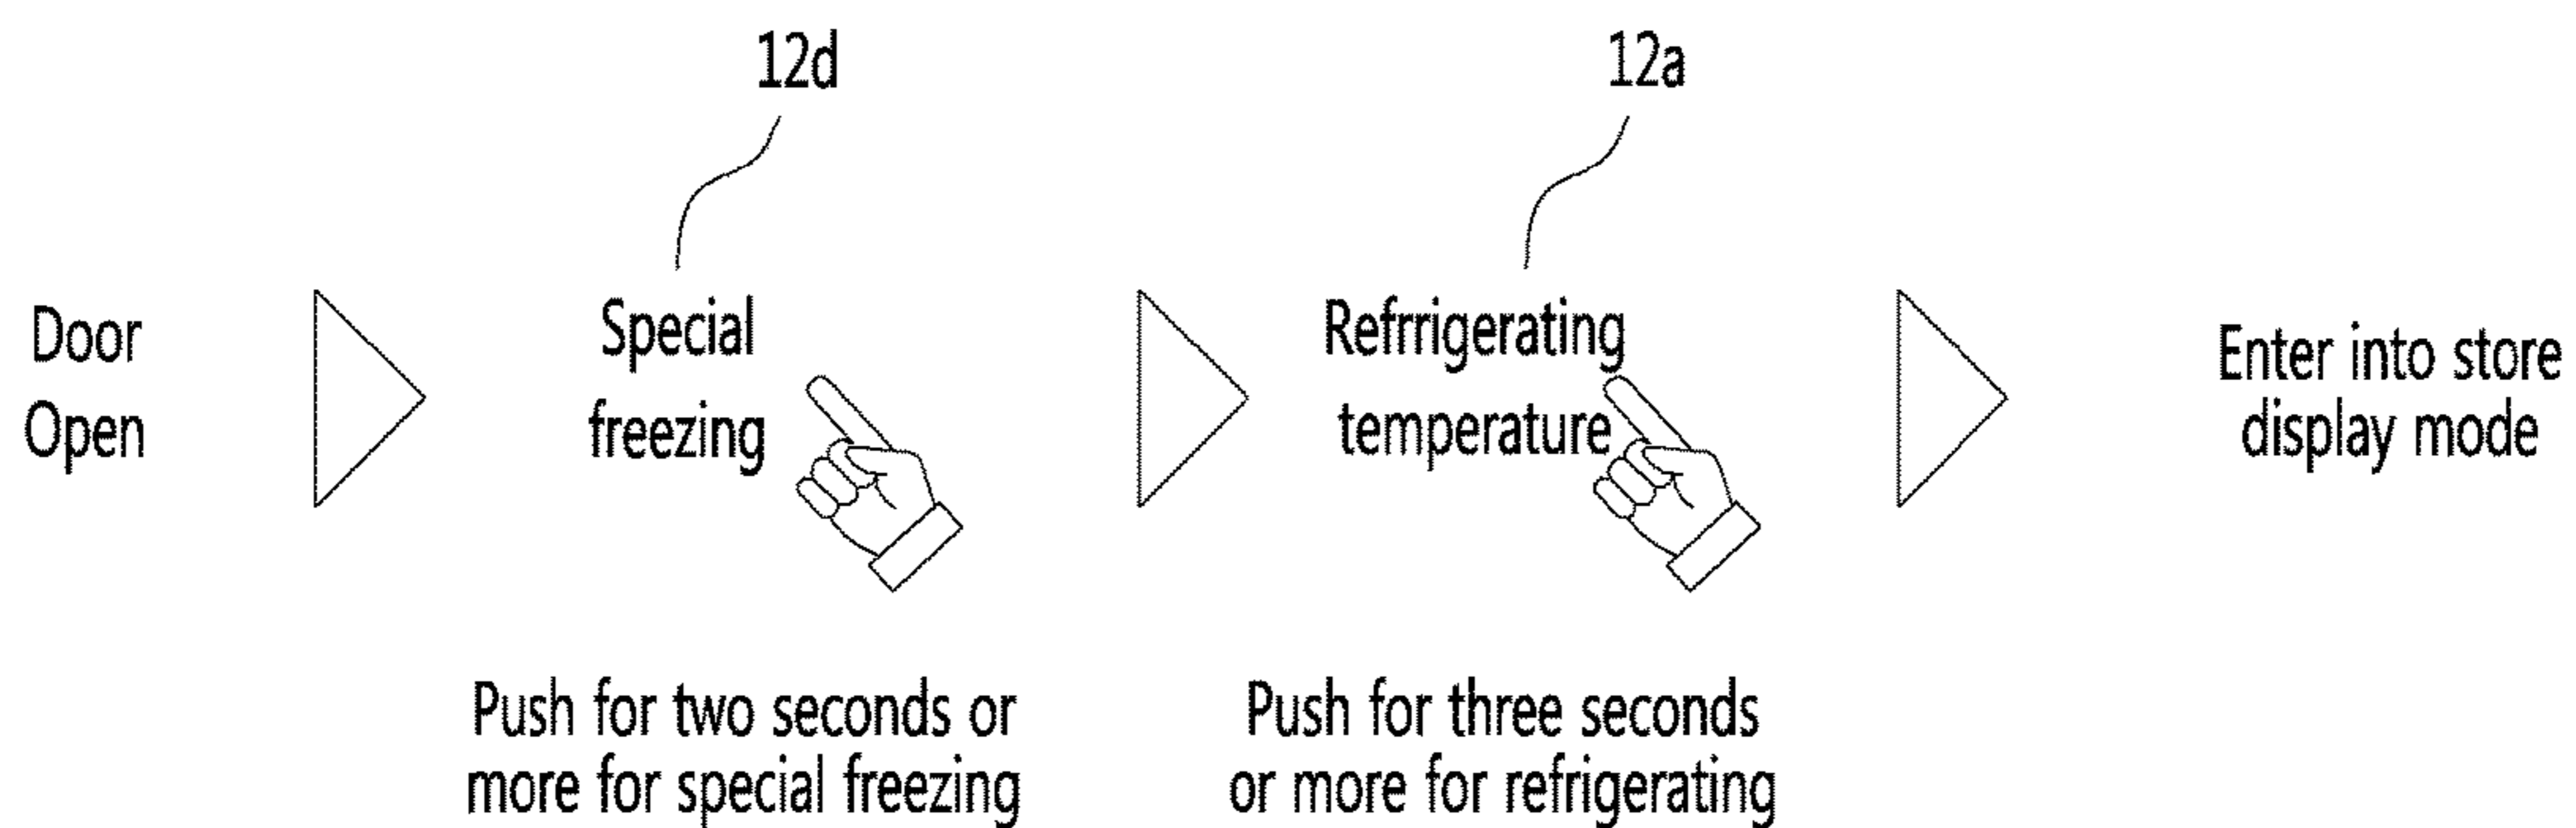 12d
12a
Door
Open
Special
freezing
Refrrigerating
temperature
Enter into store
display mode
Push for two seconds or
more for special freezing
Push for three seconds
or more for refrigerating